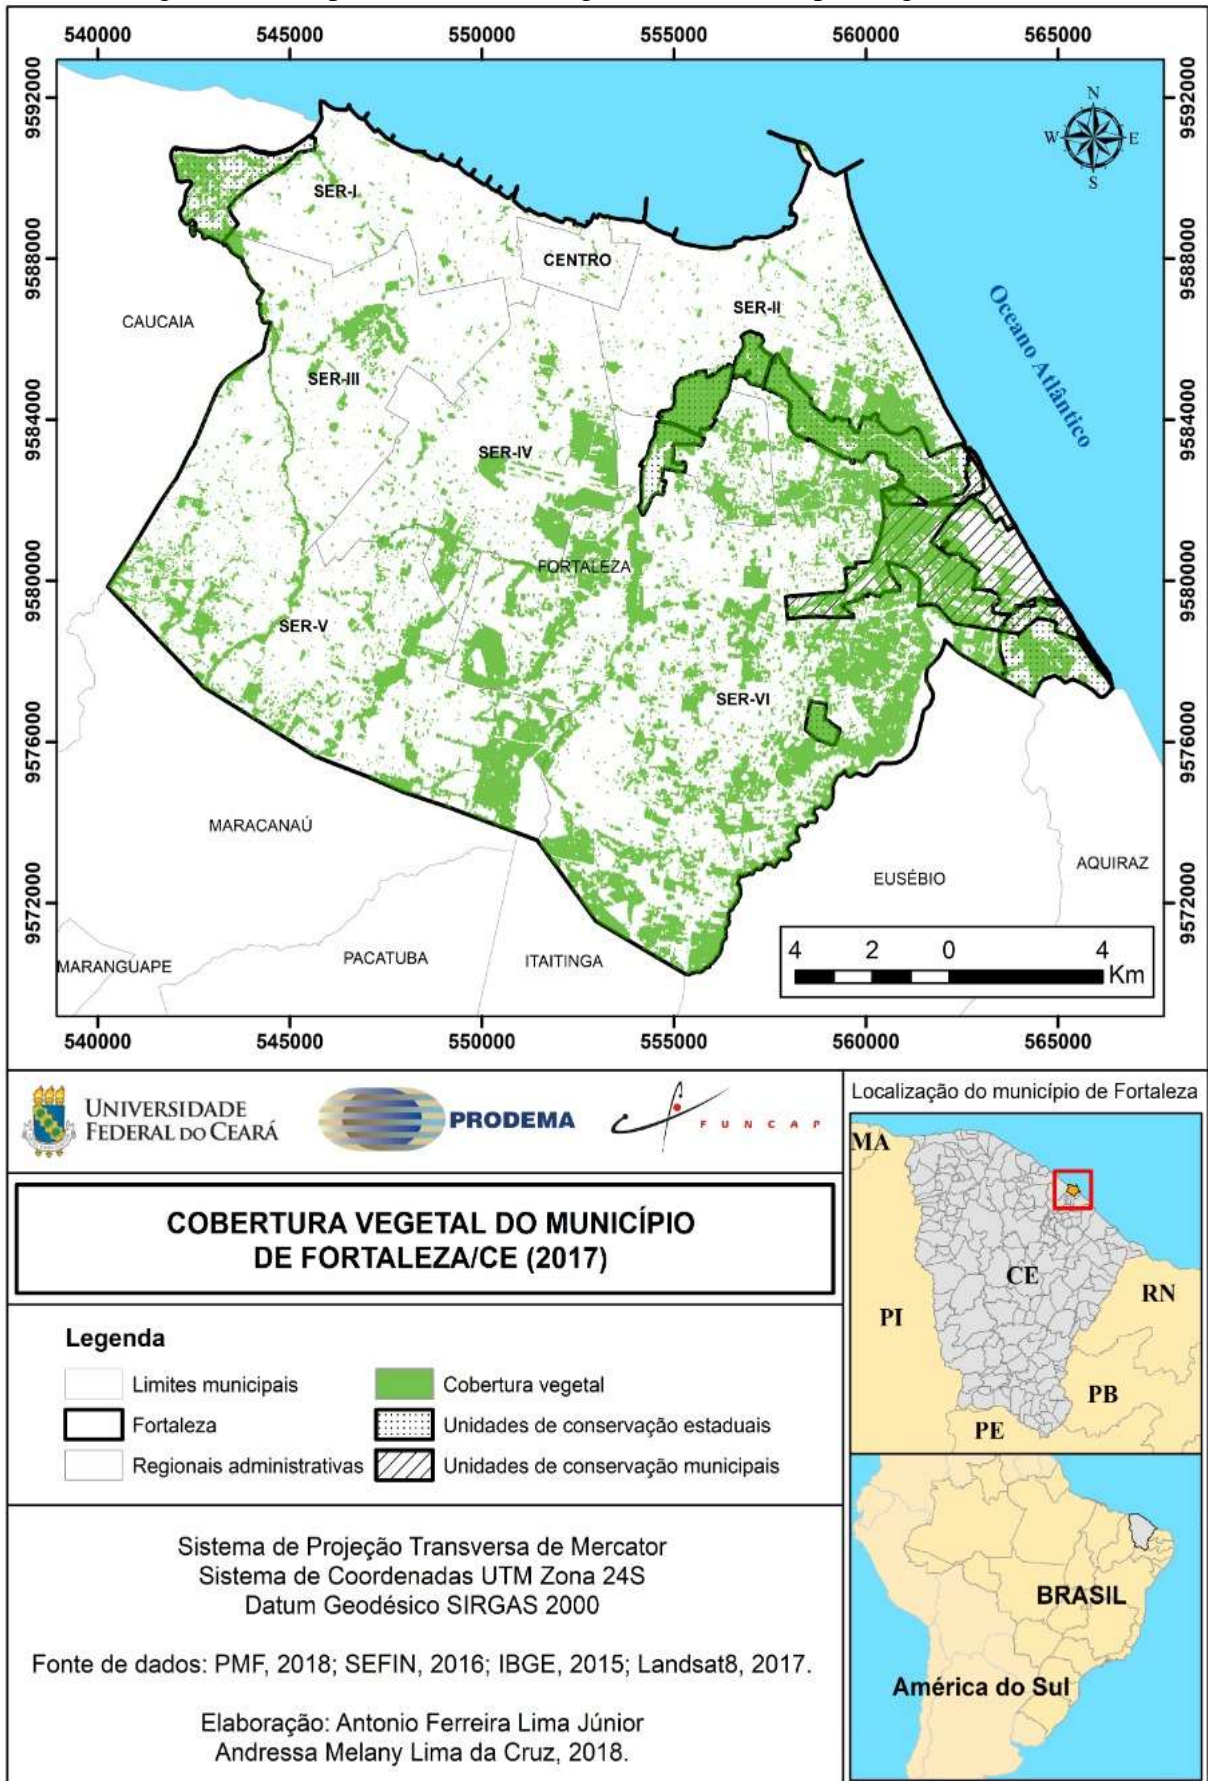 540000 545000 550000 555000 560000 565000
9592000
9588000
9584000
9580000
9576000
9572000
9592000
9588000
9584000
9580000
9576000
9572000
N
W E
S
SER-I
CENTRO
SER-II
CAUCAIA
Oceano Atlântico
SER-III
SER-IV
FORTALEZA
SER-V
SER-VI
MARACANAÚ
EUSÉBIO
AQUIRAZ
MARANGUAPE
PACATUBA
ITAITINGA
4 2 0 4
Km
540000 545000 550000 555000 560000 565000
UNIVERSIDADE
FEDERAL DO CEARÁ
PRODEMA
FUNCAP
COBERTURA VEGETAL DO MUNICÍPIO
DE FORTALEZA/CE (2017)
Legenda
Limites municipais
Fortaleza
Regionais administrativas
Cobertura vegetal
Unidades de conservação estaduais
Unidades de conservação municipais
Sistema de Projeção Transversa de Mercator
Sistema de Coordenadas UTM Zona 24S
Datum Geodésico SIRGAS 2000
Fonte de dados: PMF, 2018; SEFIN, 2016; IBGE, 2015; Landsat8, 2017.
Elaboração: Antonio Ferreira Lima Júnior
Andressa Melany Lima da Cruz, 2018.
Localização do município de Fortaleza
MA
CE
RN
PI
PB
PE
BRASIL
América do Sul